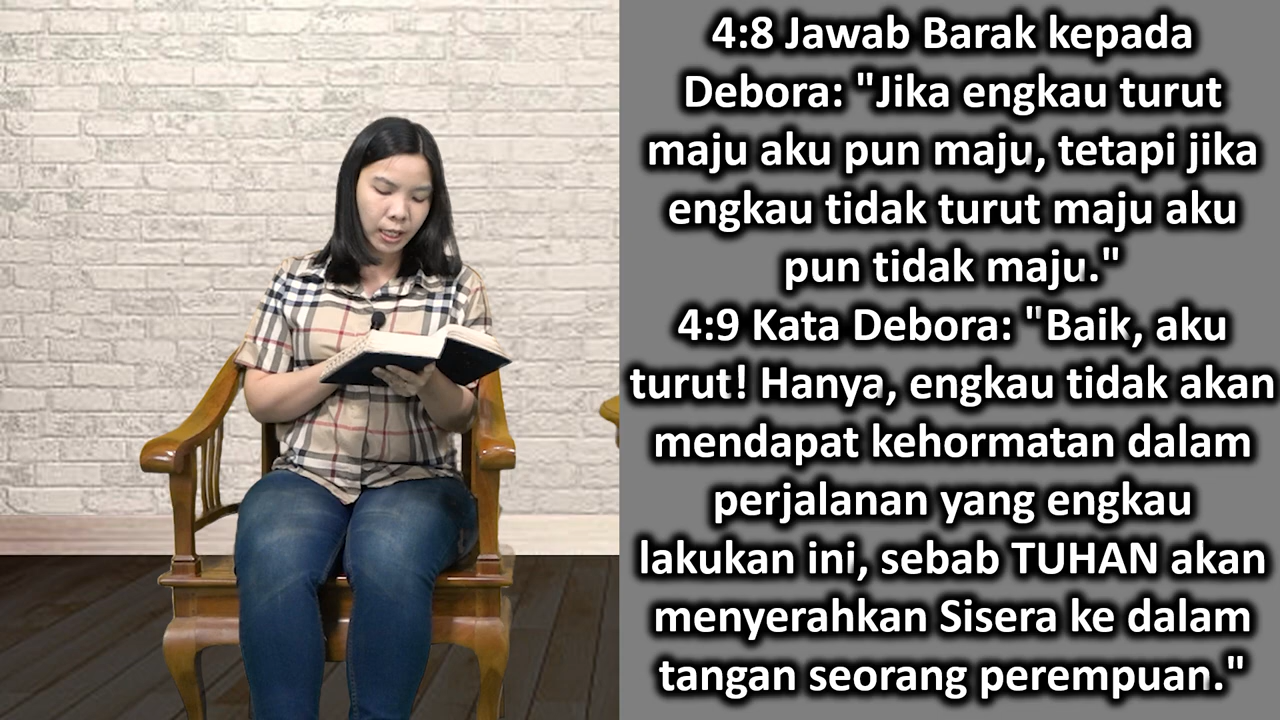 4:8 Jawab Barak kepada
Debora: "Jika engkau turut
maju aku pun maju, tetapi jika
engkau tidak turut maju aku
pun tidak maju."
4:9 Kata Debora: "Baik, aku
turut! Hanya, engkau tidak akan
mendapat kehormatan dalam
perjalanan yang engkau
lakukan ini, sebab TUHAN akan
menyerahkan Sisera ke dalam
tangan seorang perempuan."